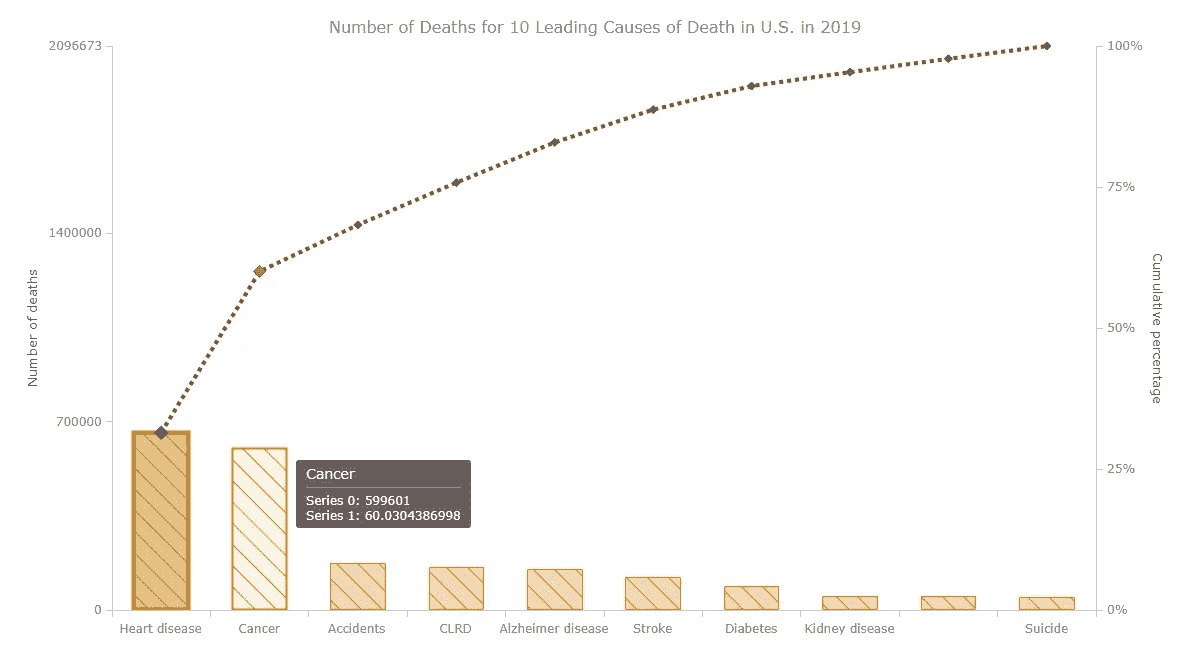 Number of Deaths for 10 Leading Causes of Death in U.S. in 2019
2096673
1400000
700000
0
Number of deaths
100%
75%
50%
25%
0%
Cumulative percentage
Cancer
Series 0: 599601
Series 1: 60.0304386998
Heart disease
Cancer
Accidents
CLRD
Alzheimer disease
Stroke
Diabetes
Kidney disease
Suicide